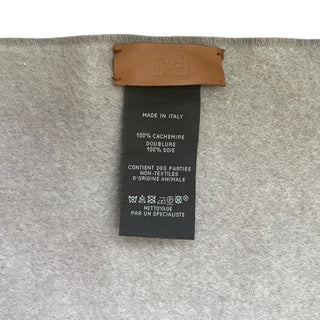 MADE IN ITALY
100% CACHEMIRE
DOUBLURE
100% SOIE
CONTIENT DES PARTIES
NON-TEXTILES
D'ORIGINE ANIMALE
NETTOYAGE
PAR UN SPECIALISTE